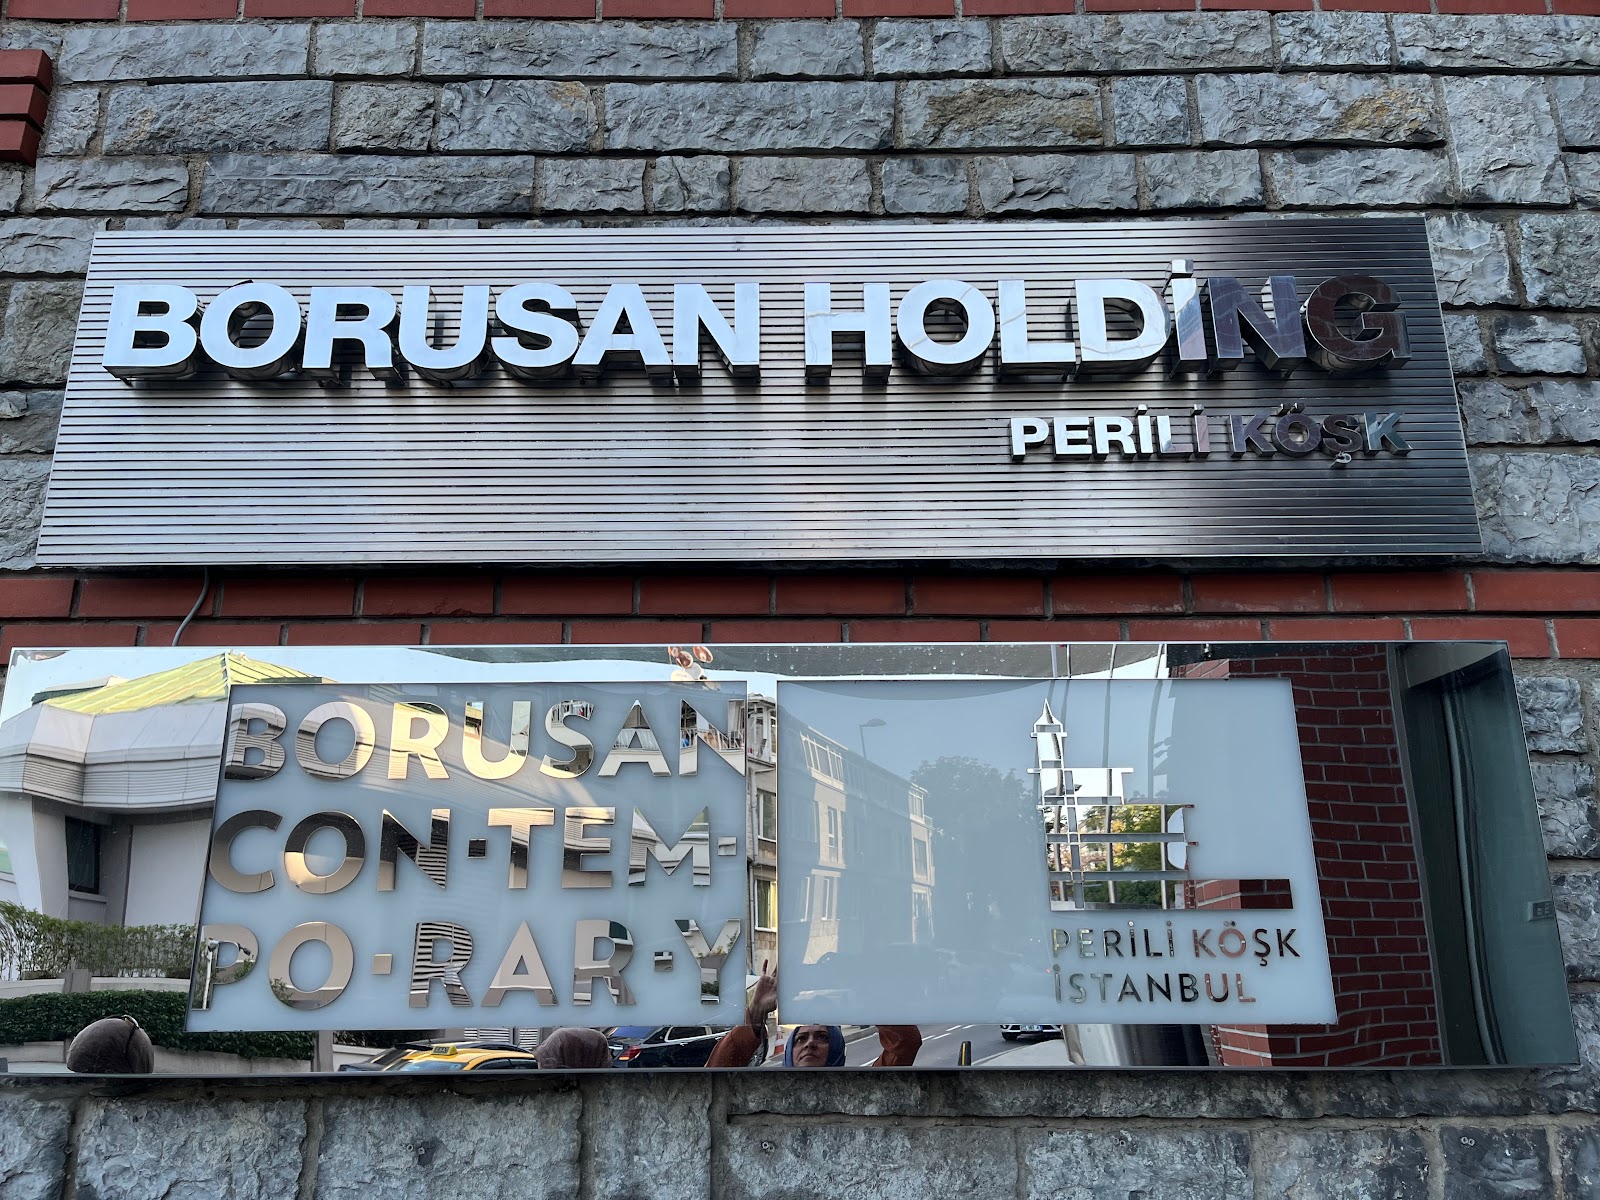 BORUSAN HOLDİNG
PERİLİ KÖŞK
BORUSAN
CON·TEM·
PO·RAR·Y
PERİLİ KÖŞK
İSTANBUL